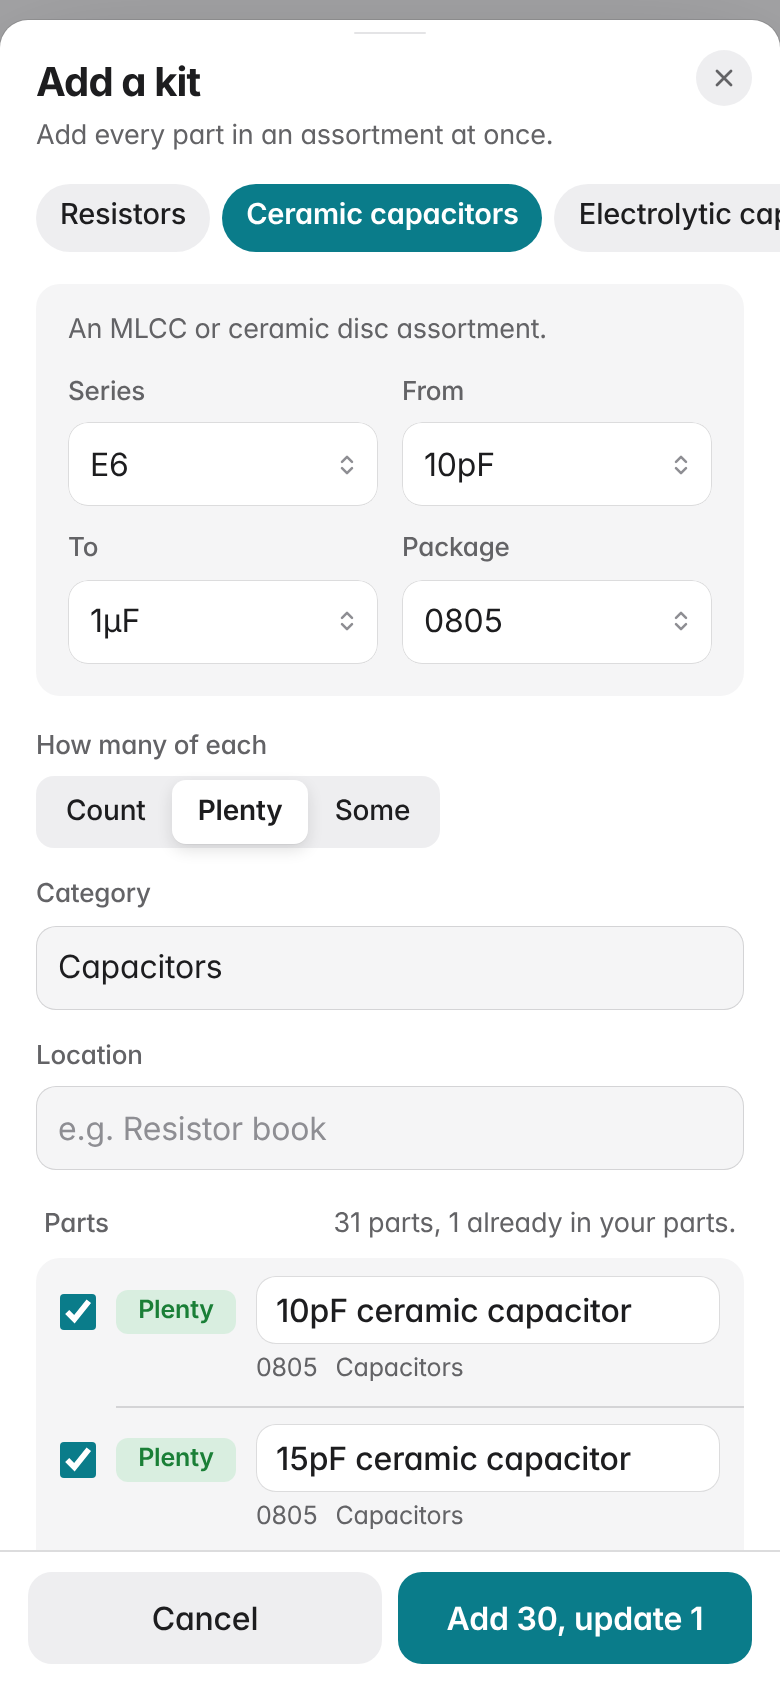 Add a kit
Add every part in an assortment at once.
Resistors
Ceramic capacitors
Electrolytic cap
An MLCC or ceramic disc assortment.
Series
From
E6
10pF
To
Package
1µF
0805
How many of each
Count
Plenty
Some
Category
Capacitors
Location
e.g. Resistor book
Parts
31 parts, 1 already in your parts.
Plenty
10pF ceramic capacitor
0805 Capacitors
Plenty
15pF ceramic capacitor
0805 Capacitors
Cancel
Add 30, update 1